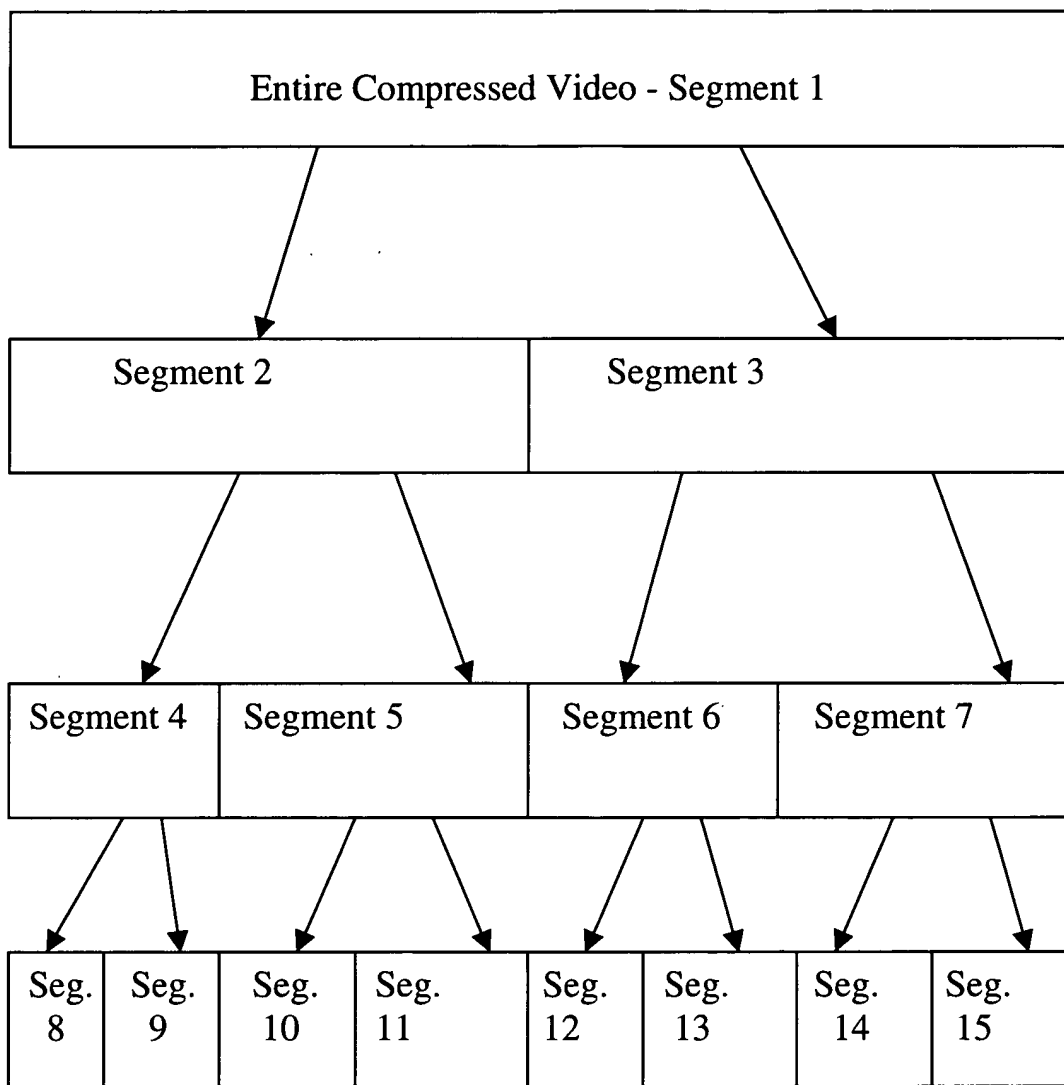 Entire Compressed Video - Segment 1
Segment 2
Segment 3
Segment 4
Segment 5
Segment 6
Segment 7
Seg.
8
Seg.
9
Seg.
10
Seg.
11
Seg.
12
Seg.
13
Seg.
14
Seg.
15